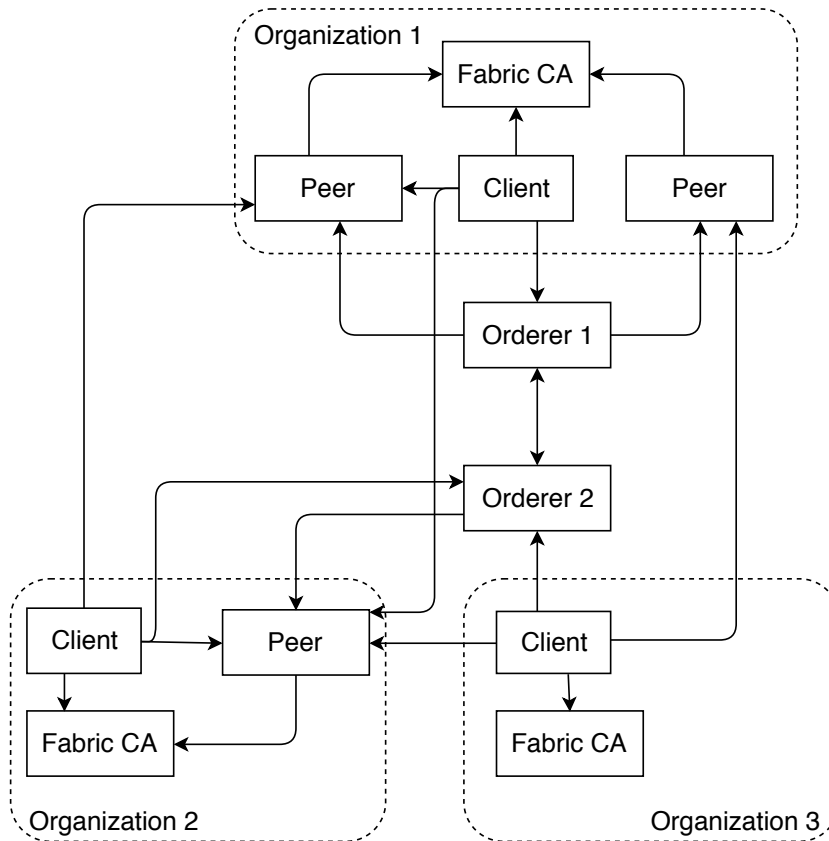 Organization 1
Fabric CA
Peer
Client
Peer
Orderer 1
Orderer 2
Client
Peer
Client
Fabric CA
Fabric CA
Organization 2
Organization 3